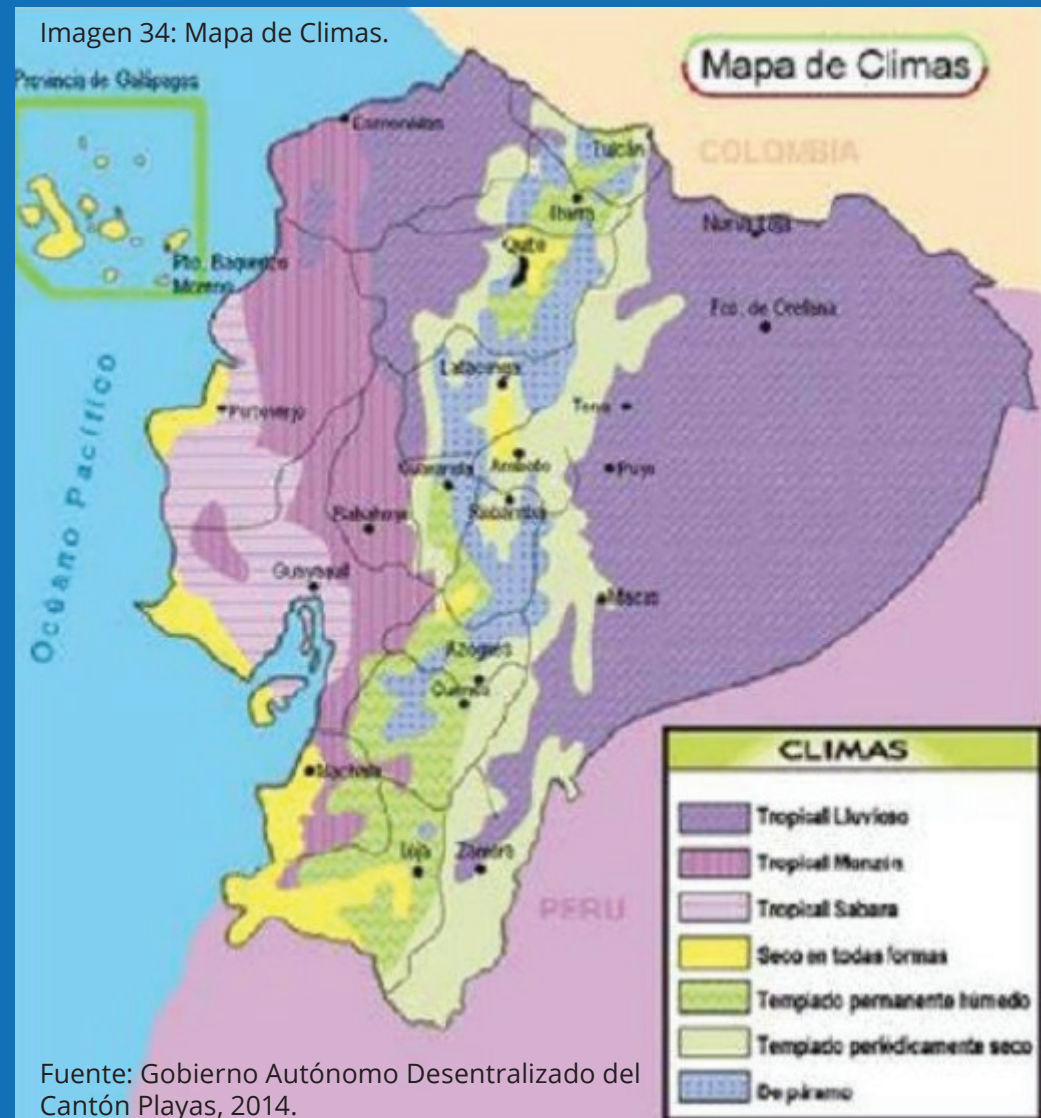 Imagen 34: Mapa de Climas.
Mapa de Climas
Provincia de Galápagos
Esmeraldas
Tulcán
COLOMBIA
Ibarra
Nueva Loja
Quito
Pto. Baquerizo
Moreno
Fco. de Orellana
Latacunga
Portoviejo
Tena
Guaranda
Ambato
Puyo
Riobamba
Babahoyo
Guayaquil
Macas
Azogues
Cuenca
Océano Pacífico
Machala
Loja
Zamora
PERU
CLIMAS
Tropical Lluvioso
Tropical Monzón
Tropical Sabana
Seco en todas formas
Templado permanente húmedo
Templado periódicamente seco
De páramo
Fuente: Gobierno Autónomo Desentralizado del
Cantón Playas, 2014.